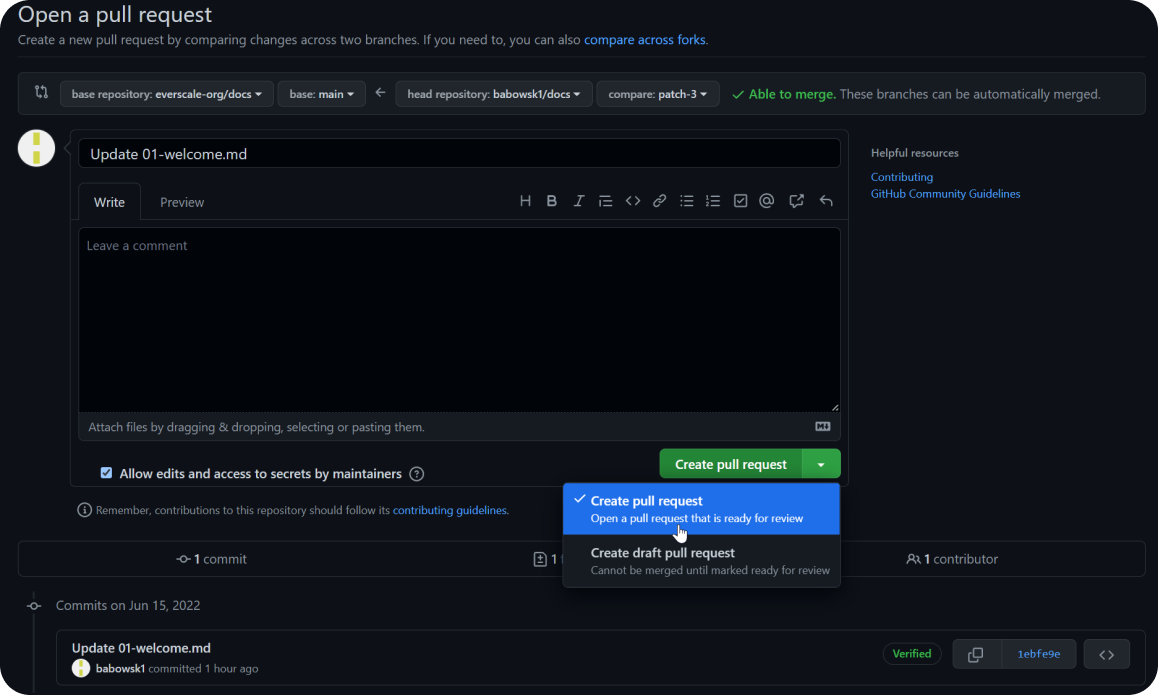 Open a pull request
Create a new pull request by comparing changes across two branches. If you need to, you can also compare across forks.
base repository: everscale-org/docs base: main head repository: babowsk1/docs compare: patch-3 Able to merge. These branches can be automatically merged.
Update 01-welcome.md
Helpful resources
Contributing
GitHub Community Guidelines
Write Preview
Leave a comment
Attach files by dragging & dropping, selecting or pasting them.
Allow edits and access to secrets by maintainers
Create pull request
Remember, contributions to this repository should follow its contributing guidelines.
Create pull request
Open a pull request that is ready for review
Create draft pull request
Cannot be merged until marked ready for review
1 commit 1 1 contributor
Commits on Jun 15, 2022
Update 01-welcome.md
babowsk1 committed 1 hour ago
Verified 1ebfe9e